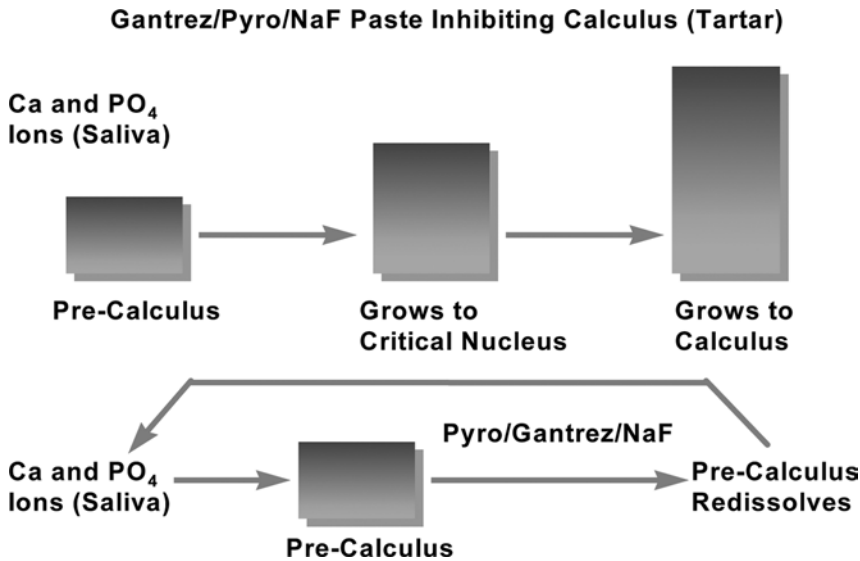 Gantrez/Pyro/NaF Paste Inhibiting Calculus (Tartar)
Ca and PO₄
Ions (Saliva)
Pre-Calculus
Grows to
Critical Nucleus
Grows to
Calculus
Ca and PO₄
Ions (Saliva)
Pre-Calculus
Pyro/Gantrez/NaF
Pre-Calculus
Redissolves